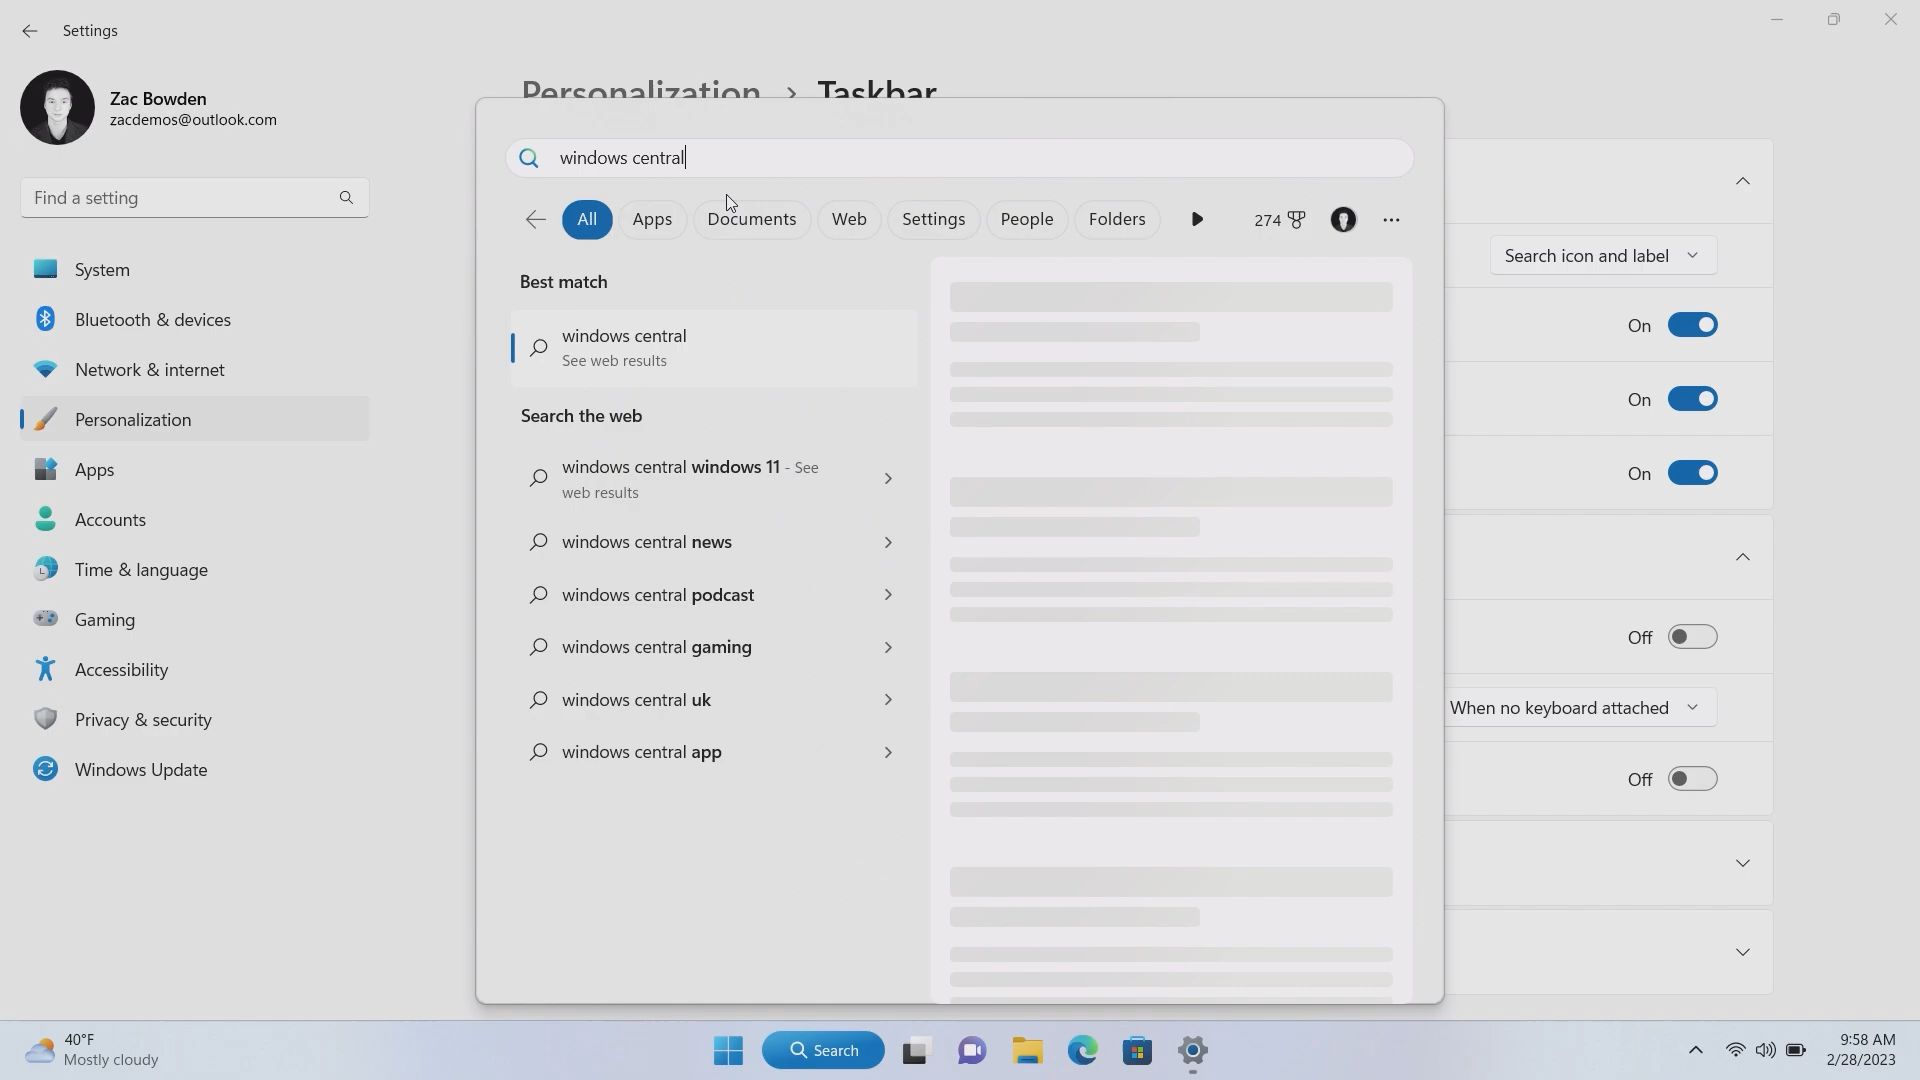 Settings
Zac Bowden
zacdemos@outlook.com
Find a setting
System
Bluetooth & devices
Network & internet
Personalization
Apps
Accounts
Time & language
Gaming
Accessibility
Privacy & security
Windows Update
Personalization > Taskbar
windows central
All Apps Documents Web Settings People Folders 274
Best match
windows central
See web results
Search the web
windows central windows 11 - See
web results
windows central news
windows central podcast
windows central gaming
windows central uk
windows central app
Search icon and label
On
On
On
Off
When no keyboard attached
Off
40°F
Mostly cloudy
Search
9:58 AM
2/28/2023